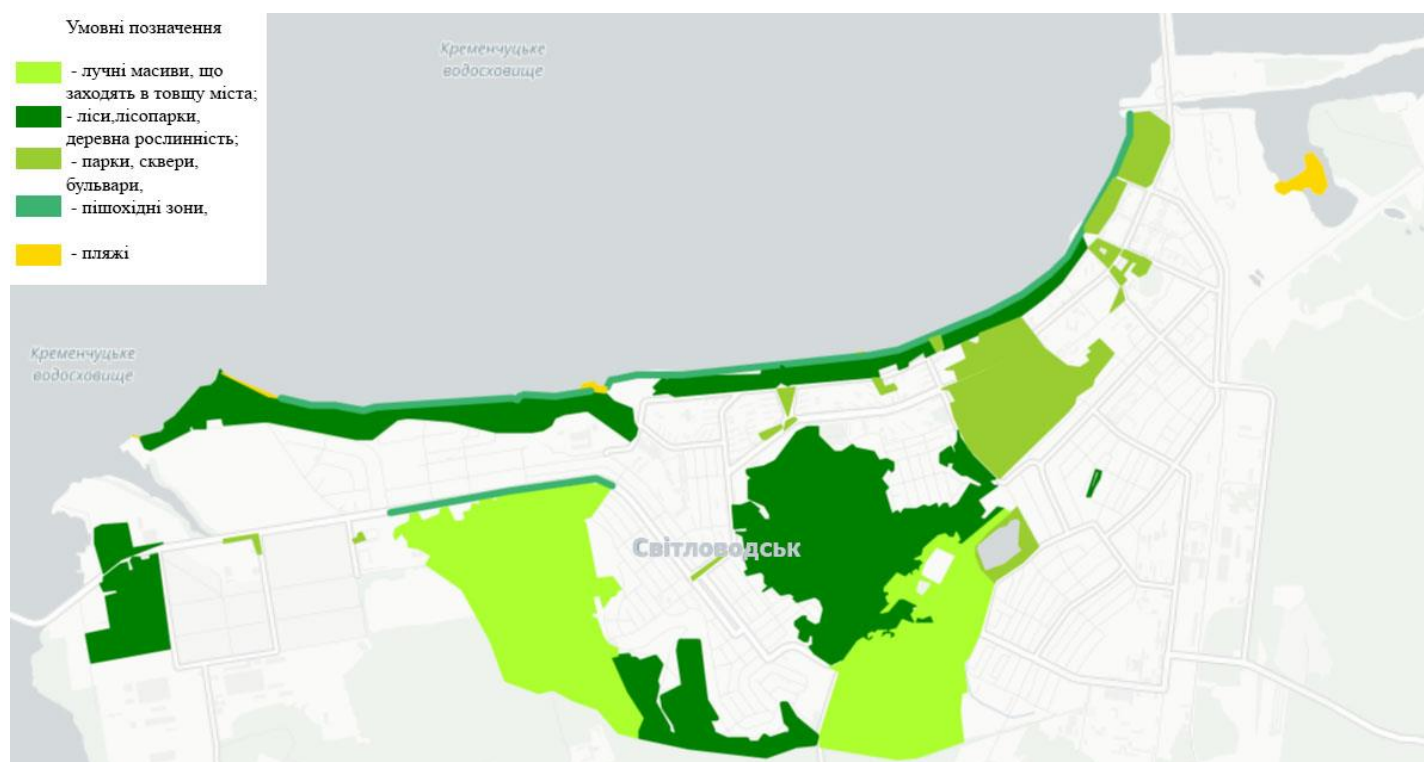 Умовні позначення
- лучні масиви, що
заходять в товщу міста;
- ліси,лісопарки,
деревна рослинність;
- парки, сквери,
бульвари,
- пішохідні зони,
- пляжі
Кременчуцьке
водосховище
Кременчуцьке
водосховище
Світловодськ